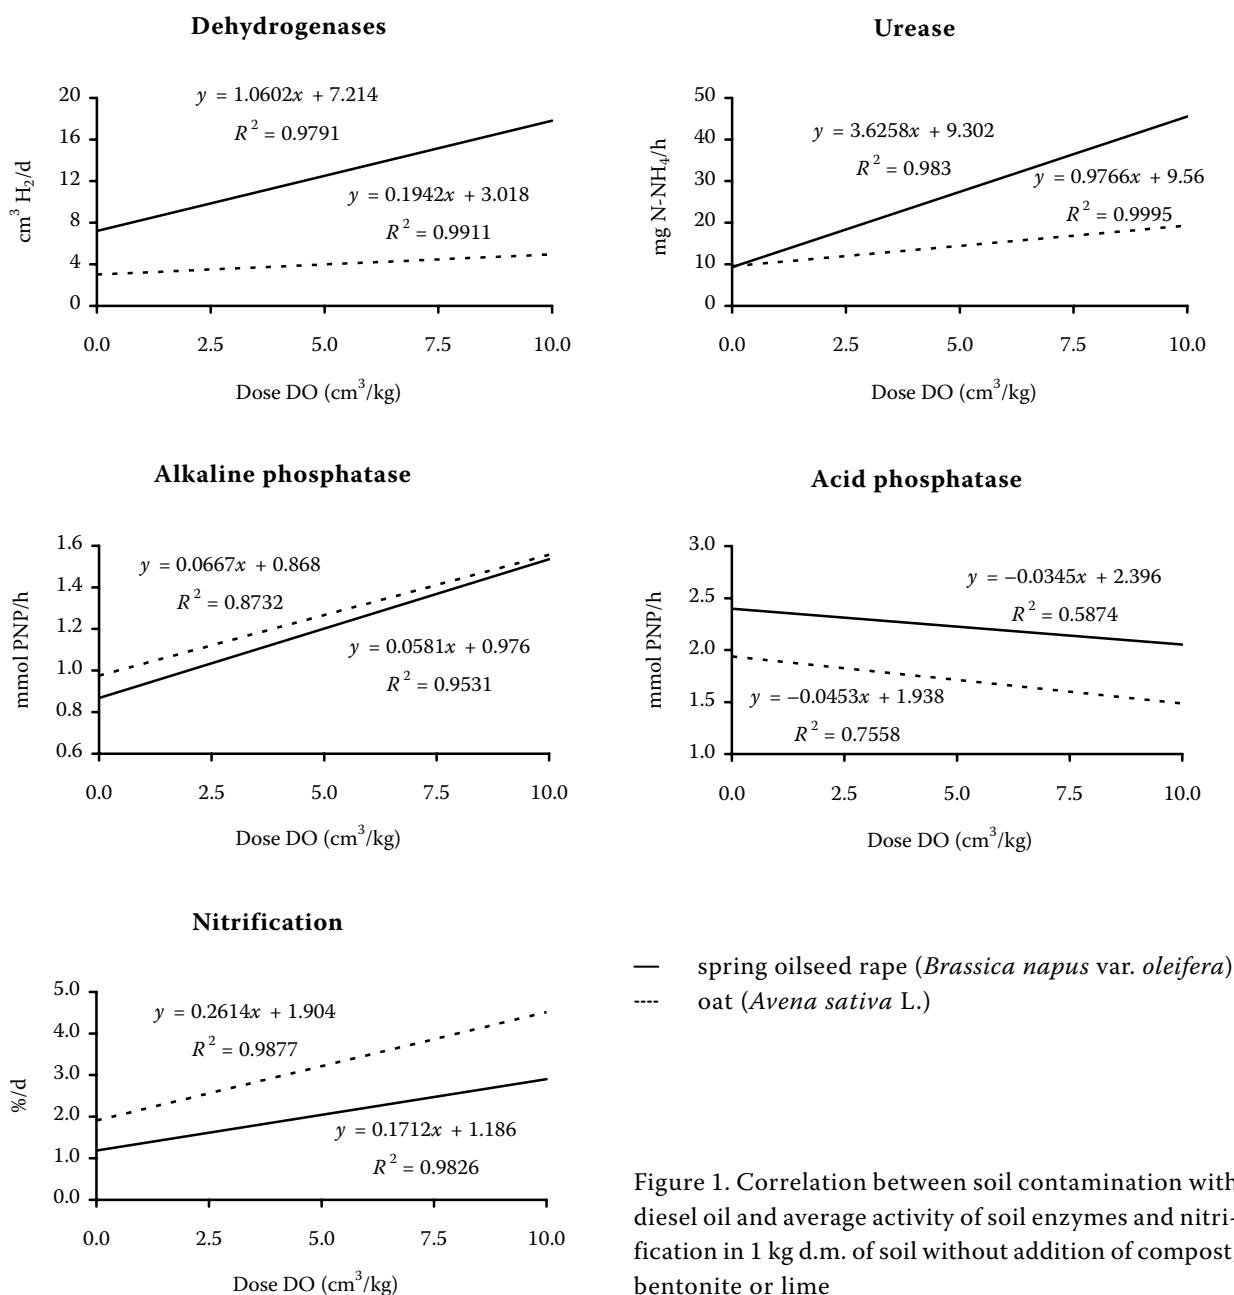 Dehydrogenases
cm³ H₂/d
20
16
12
8
4
0
y = 1.0602x + 7.214
R² = 0.9791
y = 0.1942x + 3.018
R² = 0.9911
0.0 2.5 5.0 7.5 10.0
Dose DO (cm³/kg)
Urease
mg N-NH₄/h
50
40
30
20
10
0
y = 3.6258x + 9.302
R² = 0.983
y = 0.9766x + 9.56
R² = 0.9995
0.0 2.5 5.0 7.5 10.0
Dose DO (cm³/kg)
Alkaline phosphatase
mmol PNP/h
1.6
1.4
1.2
1.0
0.8
0.6
y = 0.0667x + 0.868
R² = 0.8732
y = 0.0581x + 0.976
R² = 0.9531
0.0 2.5 5.0 7.5 10.0
Dose DO (cm³/kg)
Acid phosphatase
mmol PNP/h
3.0
2.5
2.0
1.5
1.0
y = −0.0345x + 2.396
R² = 0.5874
y = −0.0453x + 1.938
R² = 0.7558
0.0 2.5 5.0 7.5 10.0
Dose DO (cm³/kg)
Nitrification
%/d
5.0
4.0
3.0
2.0
1.0
0.0
y = 0.2614x + 1.904
R² = 0.9877
y = 0.1712x + 1.186
R² = 0.9826
0.0 2.5 5.0 7.5 10.0
Dose DO (cm³/kg)
spring oilseed rape (Brassica napus var. oleifera)
oat (Avena sativa L.)
Figure 1. Correlation between soil contamination with
diesel oil and average activity of soil enzymes and nitri-
fication in 1 kg d.m. of soil without addition of compost,
bentonite or lime